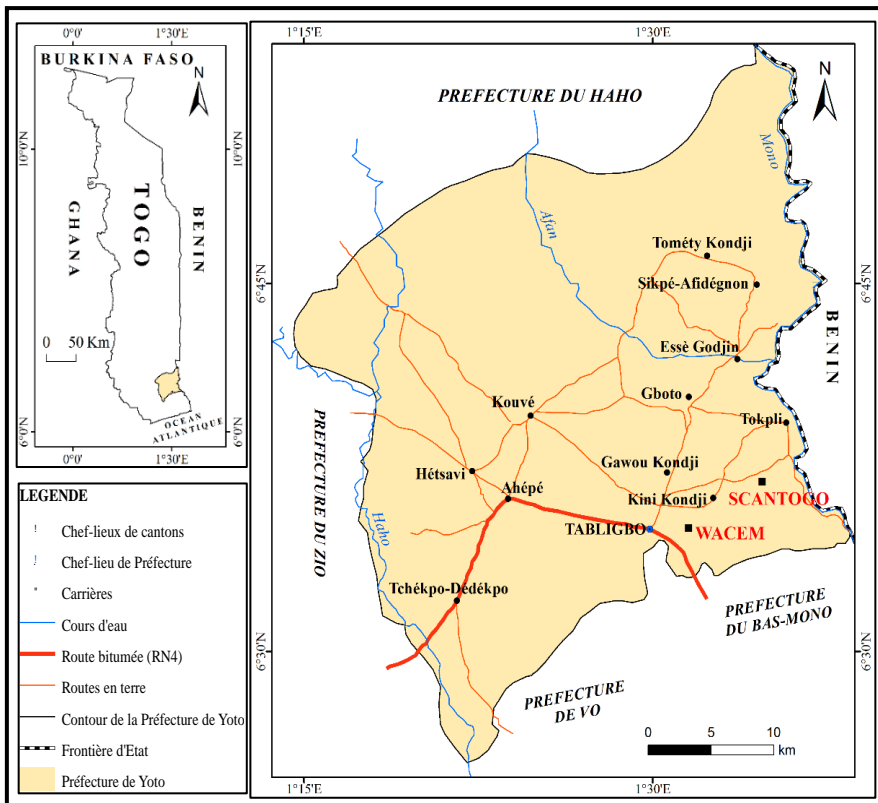 0°0' 1°30'E
BURKINA FASO
N
10°0'N
10°0'N
TOGO
GHANA
BENIN
0 50 Km
OCEAN
ATLANTIQUE
6°0'N
6°0'N
0°0' 1°30'E
LEGENDE
Chef-lieux de cantons
Chef-lieu de Préfecture
Carrières
Cours d'eau
Route bitumée (RN4)
Routes en terre
Contour de la Préfecture de Yoto
Frontière d'Etat
Préfecture de Yoto
1°15'E 1°30'E
PREFECTURE DU HAHO
N
Mono
Afan
Tométy Kondji
Sikpé-Afidégnon
6°45'N
6°45'N
BENIN
Essè Godjin
Gboto
Kouvé
Tokpli
PREFECTURE DU ZIO
Hétsavi
Gawou Kondji
Ahépé
Kini Kondji
SCANTOGO
Haho
TABLIGBO
WACEM
Tchékpo-Dédékpo
PREFECTURE
DU BAS-MONO
6°30'N
6°30'N
PREFECTURE
DE VO
0 5 10
km
1°15'E 1°30'E